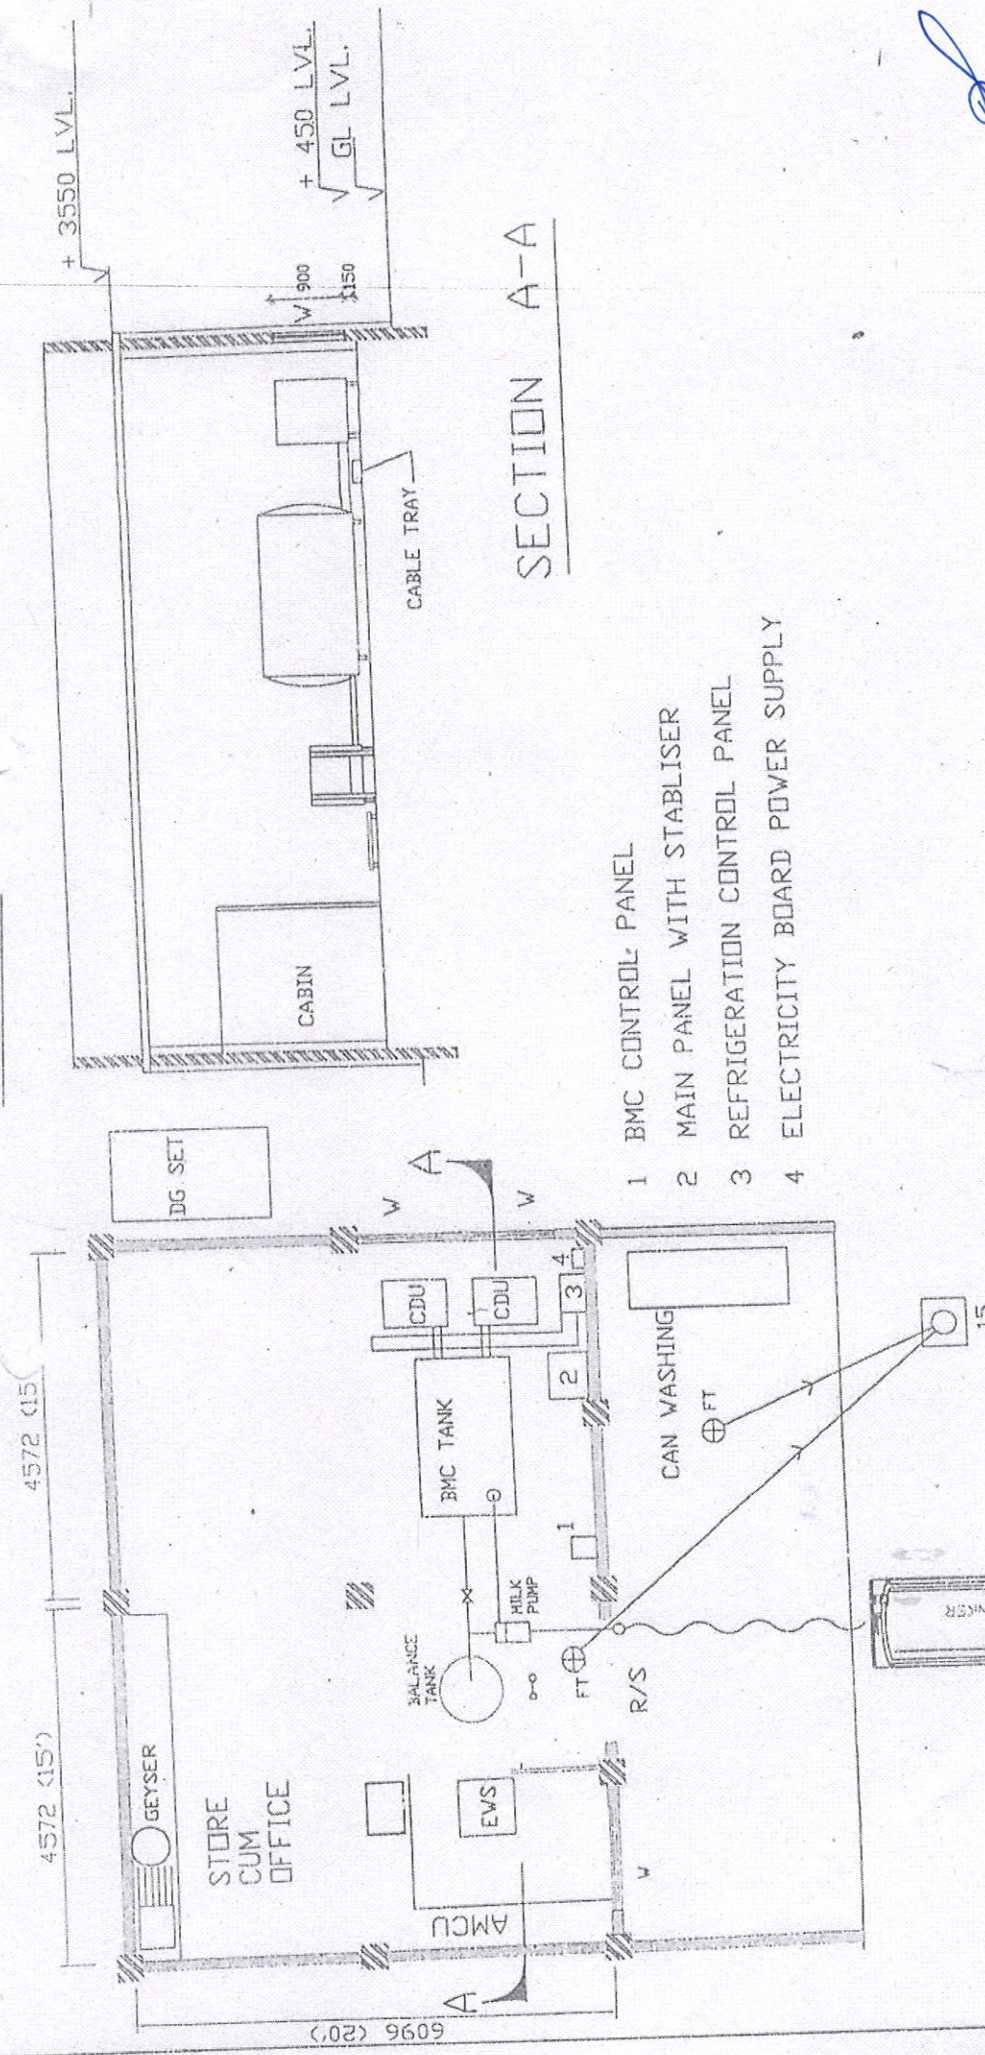 + 3550 LVL.
+ 450 LVL.
GL LVL.
W 900
1150
CABLE TRAY
CABIN
SECTION A-A
1 BMC CONTROL PANEL
2 MAIN PANEL WITH STABLISER
3 REFRIGERATION CONTROL PANEL
4 ELECTRICITY BOARD POWER SUPPLY
4572 (15')
4572 (15
6096 (20')
DG SET
GEYSER
STORE
CUM
OFFICE
AMCU
EWS
BALANCE
TANK
MILK
PUMP
BMC TANK
CDU
CDU
1
2
3
4
A
A
W
W
W
FT
R/S
CAN WASHING
FT
15